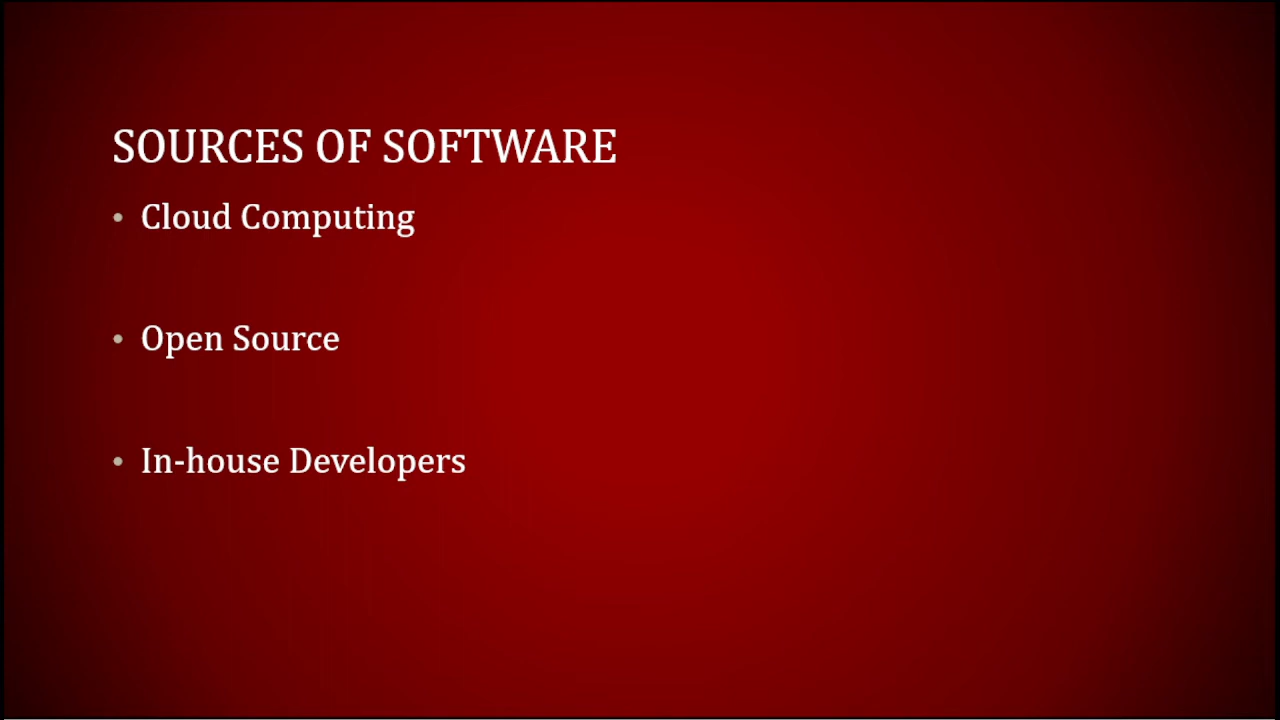 SOURCES OF SOFTWARE
• Cloud Computing
• Open Source
• In-house Developers